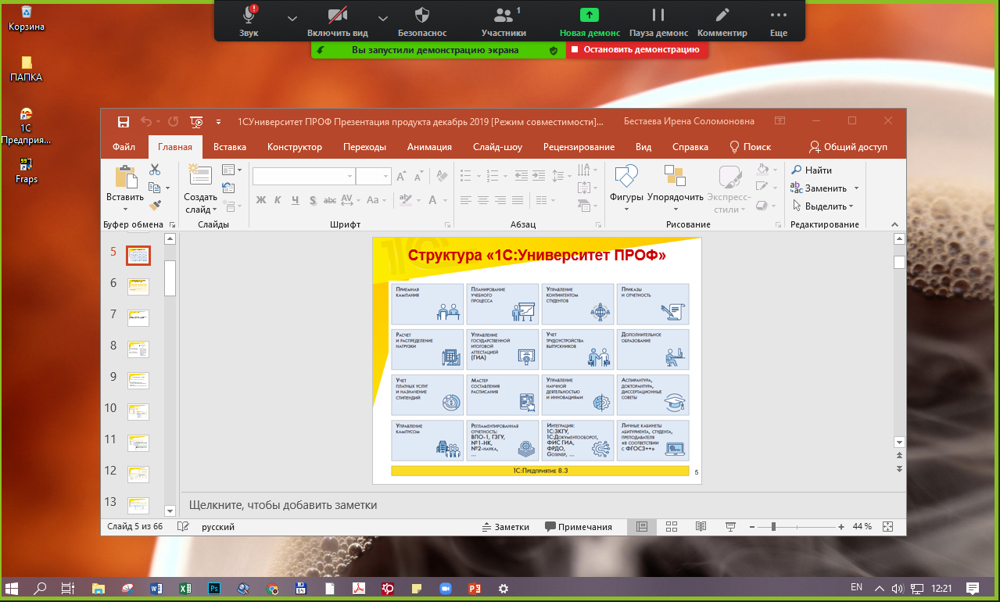 Корзина
ПАПКА
1С
Предприя...
Fraps
1
Звук
Включить вид
Безопаснос
Участники
Новая демонс
Пауза демонс
Комментир
Еще
Вы запустили демонстрацию экрана
Остановить демонстрацию
1СУниверситет ПРОФ Презентация продукта декабрь 2019 [Режим совместимости]...
Бестаева Ирена Соломоновна
Файл
Главная
Вставка
Конструктор
Переходы
Анимация
Слайд-шоу
Рецензирование
Вид
Справка
Поиск
Общий доступ
Вставить
Буфер обмена
Создать
слайд
Слайды
Ж К Ч S abc AV Aa
А
Шрифт
Абзац
Фигуры
Упорядочить
Экспресс-
стили
Рисование
Найти
Заменить
Выделить
Редактирование
5
6
7
8
9
10
11
12
13
Структура «1С:Университет ПРОФ»
Приемная
кампания
Планирование
учебного
процесса
Управление
контингентом
студентов
Приказы
и отчетность
Расчет
и распределение
нагрузки
Управление
государственной
итоговой
аттестацией
(ГИА)
Учет
трудоустройства
выпускников
Дополнительное
образование
Учет
платных услуг
и назначение
стипендий
Мастер
составления
расписания
Управление
научной
деятельностью
и инновациями
Аспирантура,
докторантура,
диссертационные
советы
Управление
кампусом
Регламентированная
отчетность:
ВПО-1, ГЗГУ,
№1-НК,
№2-наука,
...
Интеграция:
1С:ЗКГУ,
1С:Документооборот,
ФИС ГИА,
ФРДО,
Gosinsp, ...
Личные кабинеты
абитуриента, студента,
преподавателя
«в соответствии
с ФГОС3++»
1С:Предприятие 8.3
5
Щелкните, чтобы добавить заметки
Слайд 5 из 66
русский
Заметки
Примечания
44 %
EN
12:21